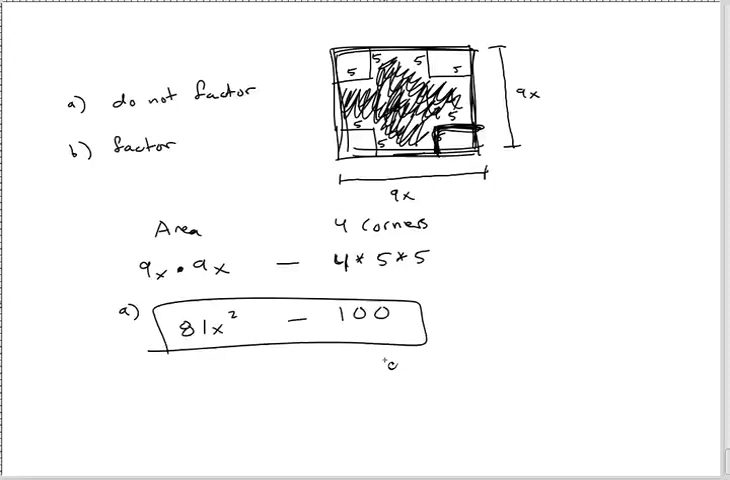 a) do not factor
b) factor
5 5 5 5
5 5
5 5
9x
9x
Area 4 corners
9x • 9x — 4 * 5 * 5
a) 81x² — 100